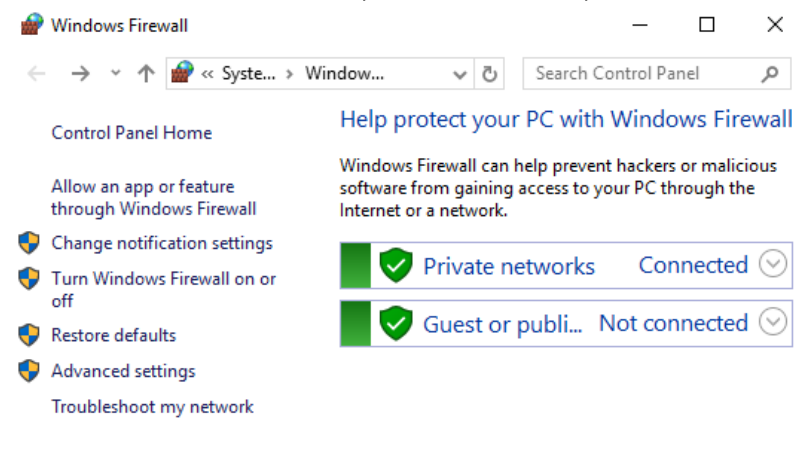 Windows Firewall
« Syste... › Window...
Search Control Panel
Control Panel Home
Allow an app or feature
through Windows Firewall
Change notification settings
Turn Windows Firewall on or
off
Restore defaults
Advanced settings
Troubleshoot my network
Help protect your PC with Windows Firewall
Windows Firewall can help prevent hackers or malicious
software from gaining access to your PC through the
Internet or a network.
Private networks Connected
Guest or publi... Not connected